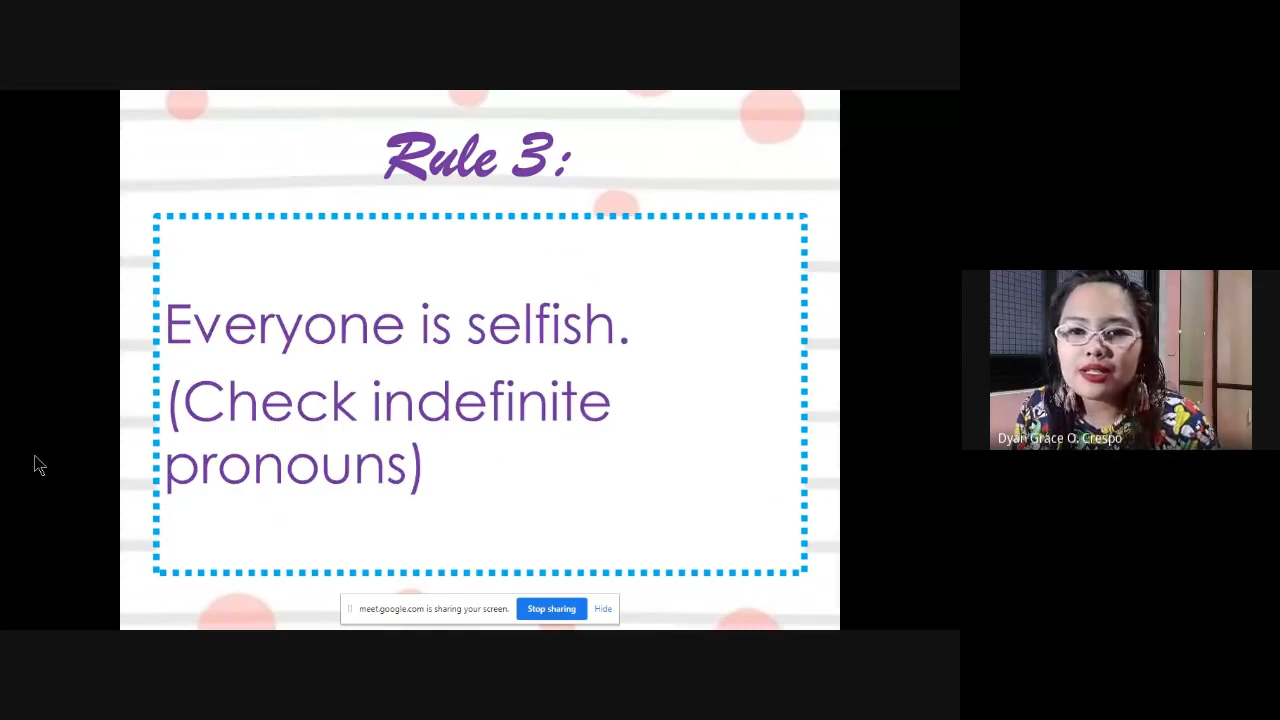 Rule 3:
Everyone is selfish.
(Check indefinite
pronouns)
Dyan Grace O. Crespo
meet.google.com is sharing your screen. Stop sharing Hide